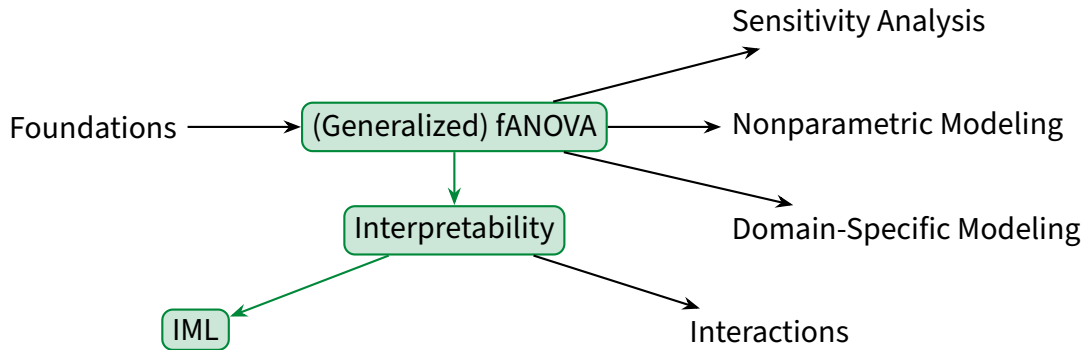 Sensitivity Analysis
Foundations
(Generalized) fANOVA
Nonparametric Modeling
Interpretability
Domain-Specific Modeling
IML
Interactions